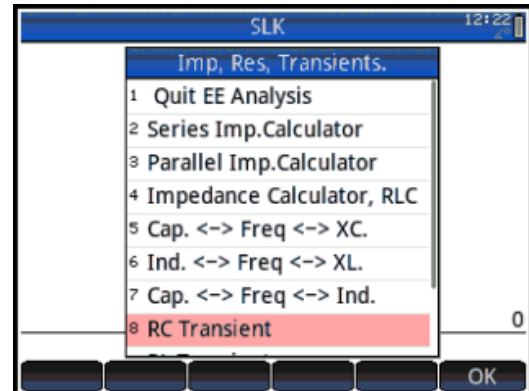 SLK
12:22
Imp, Res, Transients.
1 Quit EE Analysis
2 Series Imp.Calculator
3 Parallel Imp.Calculator
4 Impedance Calculator, RLC
5 Cap. <-> Freq <-> XC.
6 Ind. <-> Freq <-> XL.
7 Cap. <-> Freq <-> Ind.
8 RC Transient
0
OK